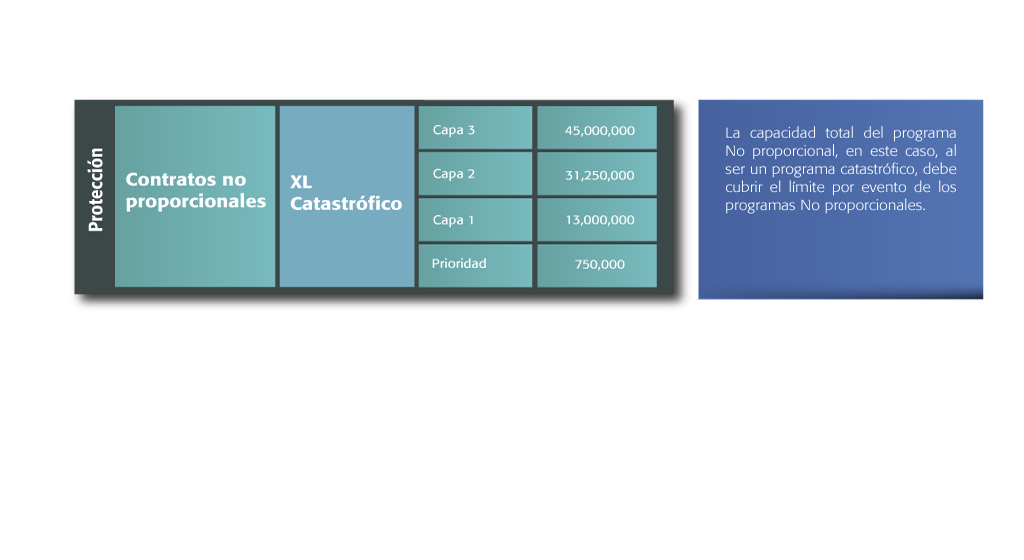 Protección
Contratos no
proporcionales
XL
Catastrófico
Capa 3
45,000,000
Capa 2
31,250,000
Capa 1
13,000,000
Prioridad
750,000
La capacidad total del programa
No proporcional, en este caso, al
ser un programa catastrófico, debe
cubrir el límite por evento de los
programas No proporcionales.